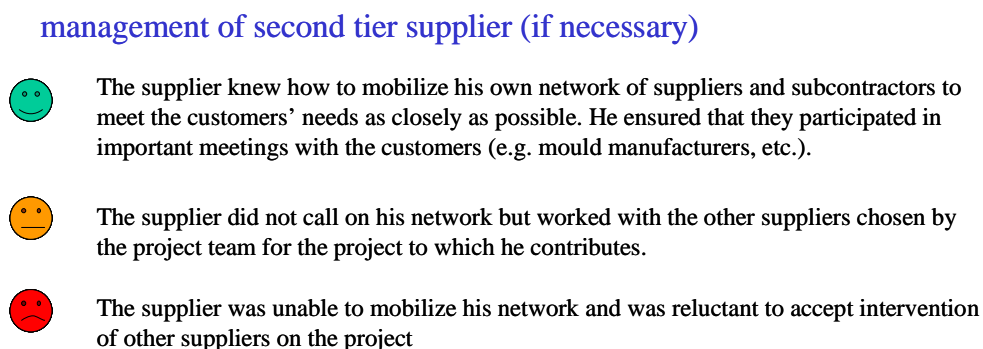 management of second tier supplier (if necessary)
The supplier knew how to mobilize his own network of suppliers and subcontractors to
meet the customers’ needs as closely as possible. He ensured that they participated in
important meetings with the customers (e.g. mould manufacturers, etc.).
The supplier did not call on his network but worked with the other suppliers chosen by
the project team for the project to which he contributes.
The supplier was unable to mobilize his network and was reluctant to accept intervention
of other suppliers on the project